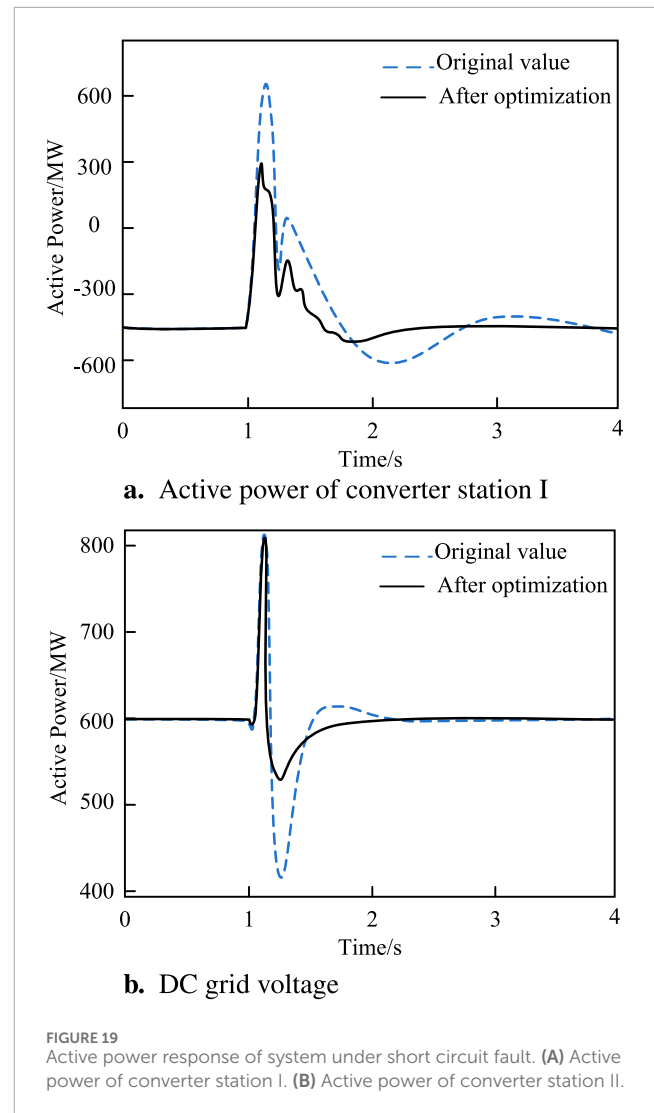 Original value
After optimization
600
300
0
-300
-600
Active Power/MW
0 1 2 3 4
Time/s
a. Active power of converter station I
Original value
After optimization
800
700
600
500
400
Active Power/MW
0 1 2 3 4
Time/s
b. DC grid voltage
FIGURE 19
Active power response of system under short circuit fault. (A) Active
power of converter station I. (B) Active power of converter station II.